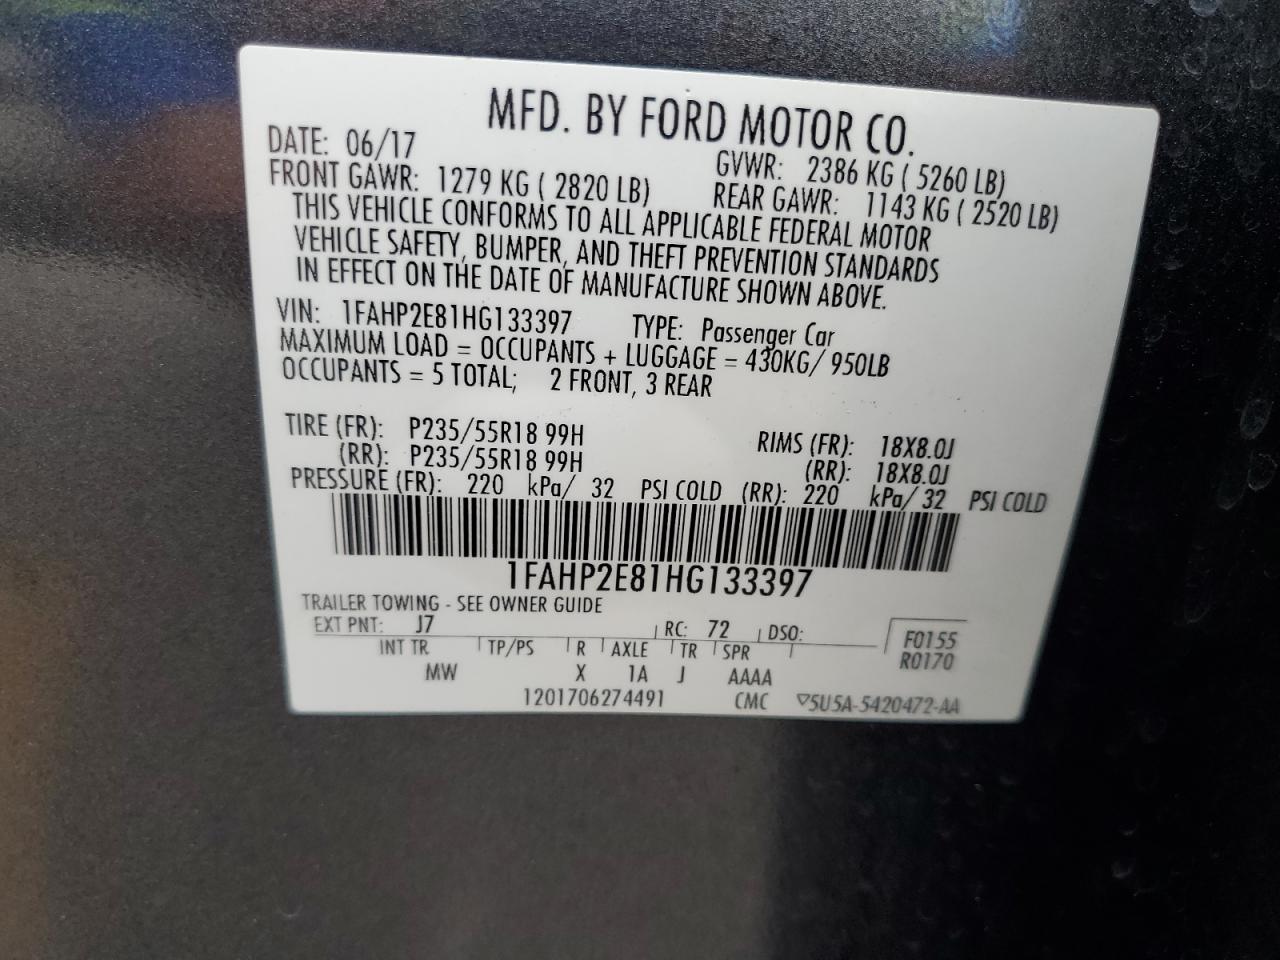 MFD. BY FORD MOTOR CO.
DATE: 06/17 GVWR: 2386 KG ( 5260 LB)
FRONT GAWR: 1279 KG ( 2820 LB) REAR GAWR: 1143 KG ( 2520 LB)
THIS VEHICLE CONFORMS TO ALL APPLICABLE FEDERAL MOTOR
VEHICLE SAFETY, BUMPER, AND THEFT PREVENTION STANDARDS
IN EFFECT ON THE DATE OF MANUFACTURE SHOWN ABOVE.
VIN: 1FAHP2E81HG133397 TYPE: Passenger Car
MAXIMUM LOAD = OCCUPANTS + LUGGAGE = 430KG/ 950LB
OCCUPANTS = 5 TOTAL; 2 FRONT, 3 REAR
TIRE (FR): P235/55R18 99H RIMS (FR): 18X8.0J
(RR): P235/55R18 99H (RR): 18X8.0J
PRESSURE (FR): 220 kPa/ 32 PSI COLD (RR): 220 kPa/ 32 PSI COLD
1FAHP2E81HG133397
TRAILER TOWING - SEE OWNER GUIDE
EXT PNT: J7 RC: 72 DSO: F0155
INT TR TP/PS R AXLE TR SPR R0170
MW X 1A J AAAA
1201706274491 CMC ▽5U5A-5420472-AA